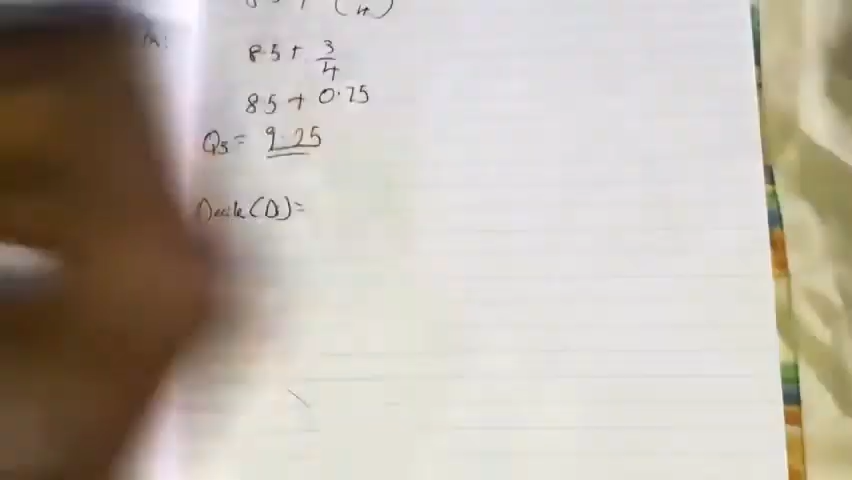 8.5 + 3/4
8.5 + 0.75
Q3 = 9.25
Decile (D) =